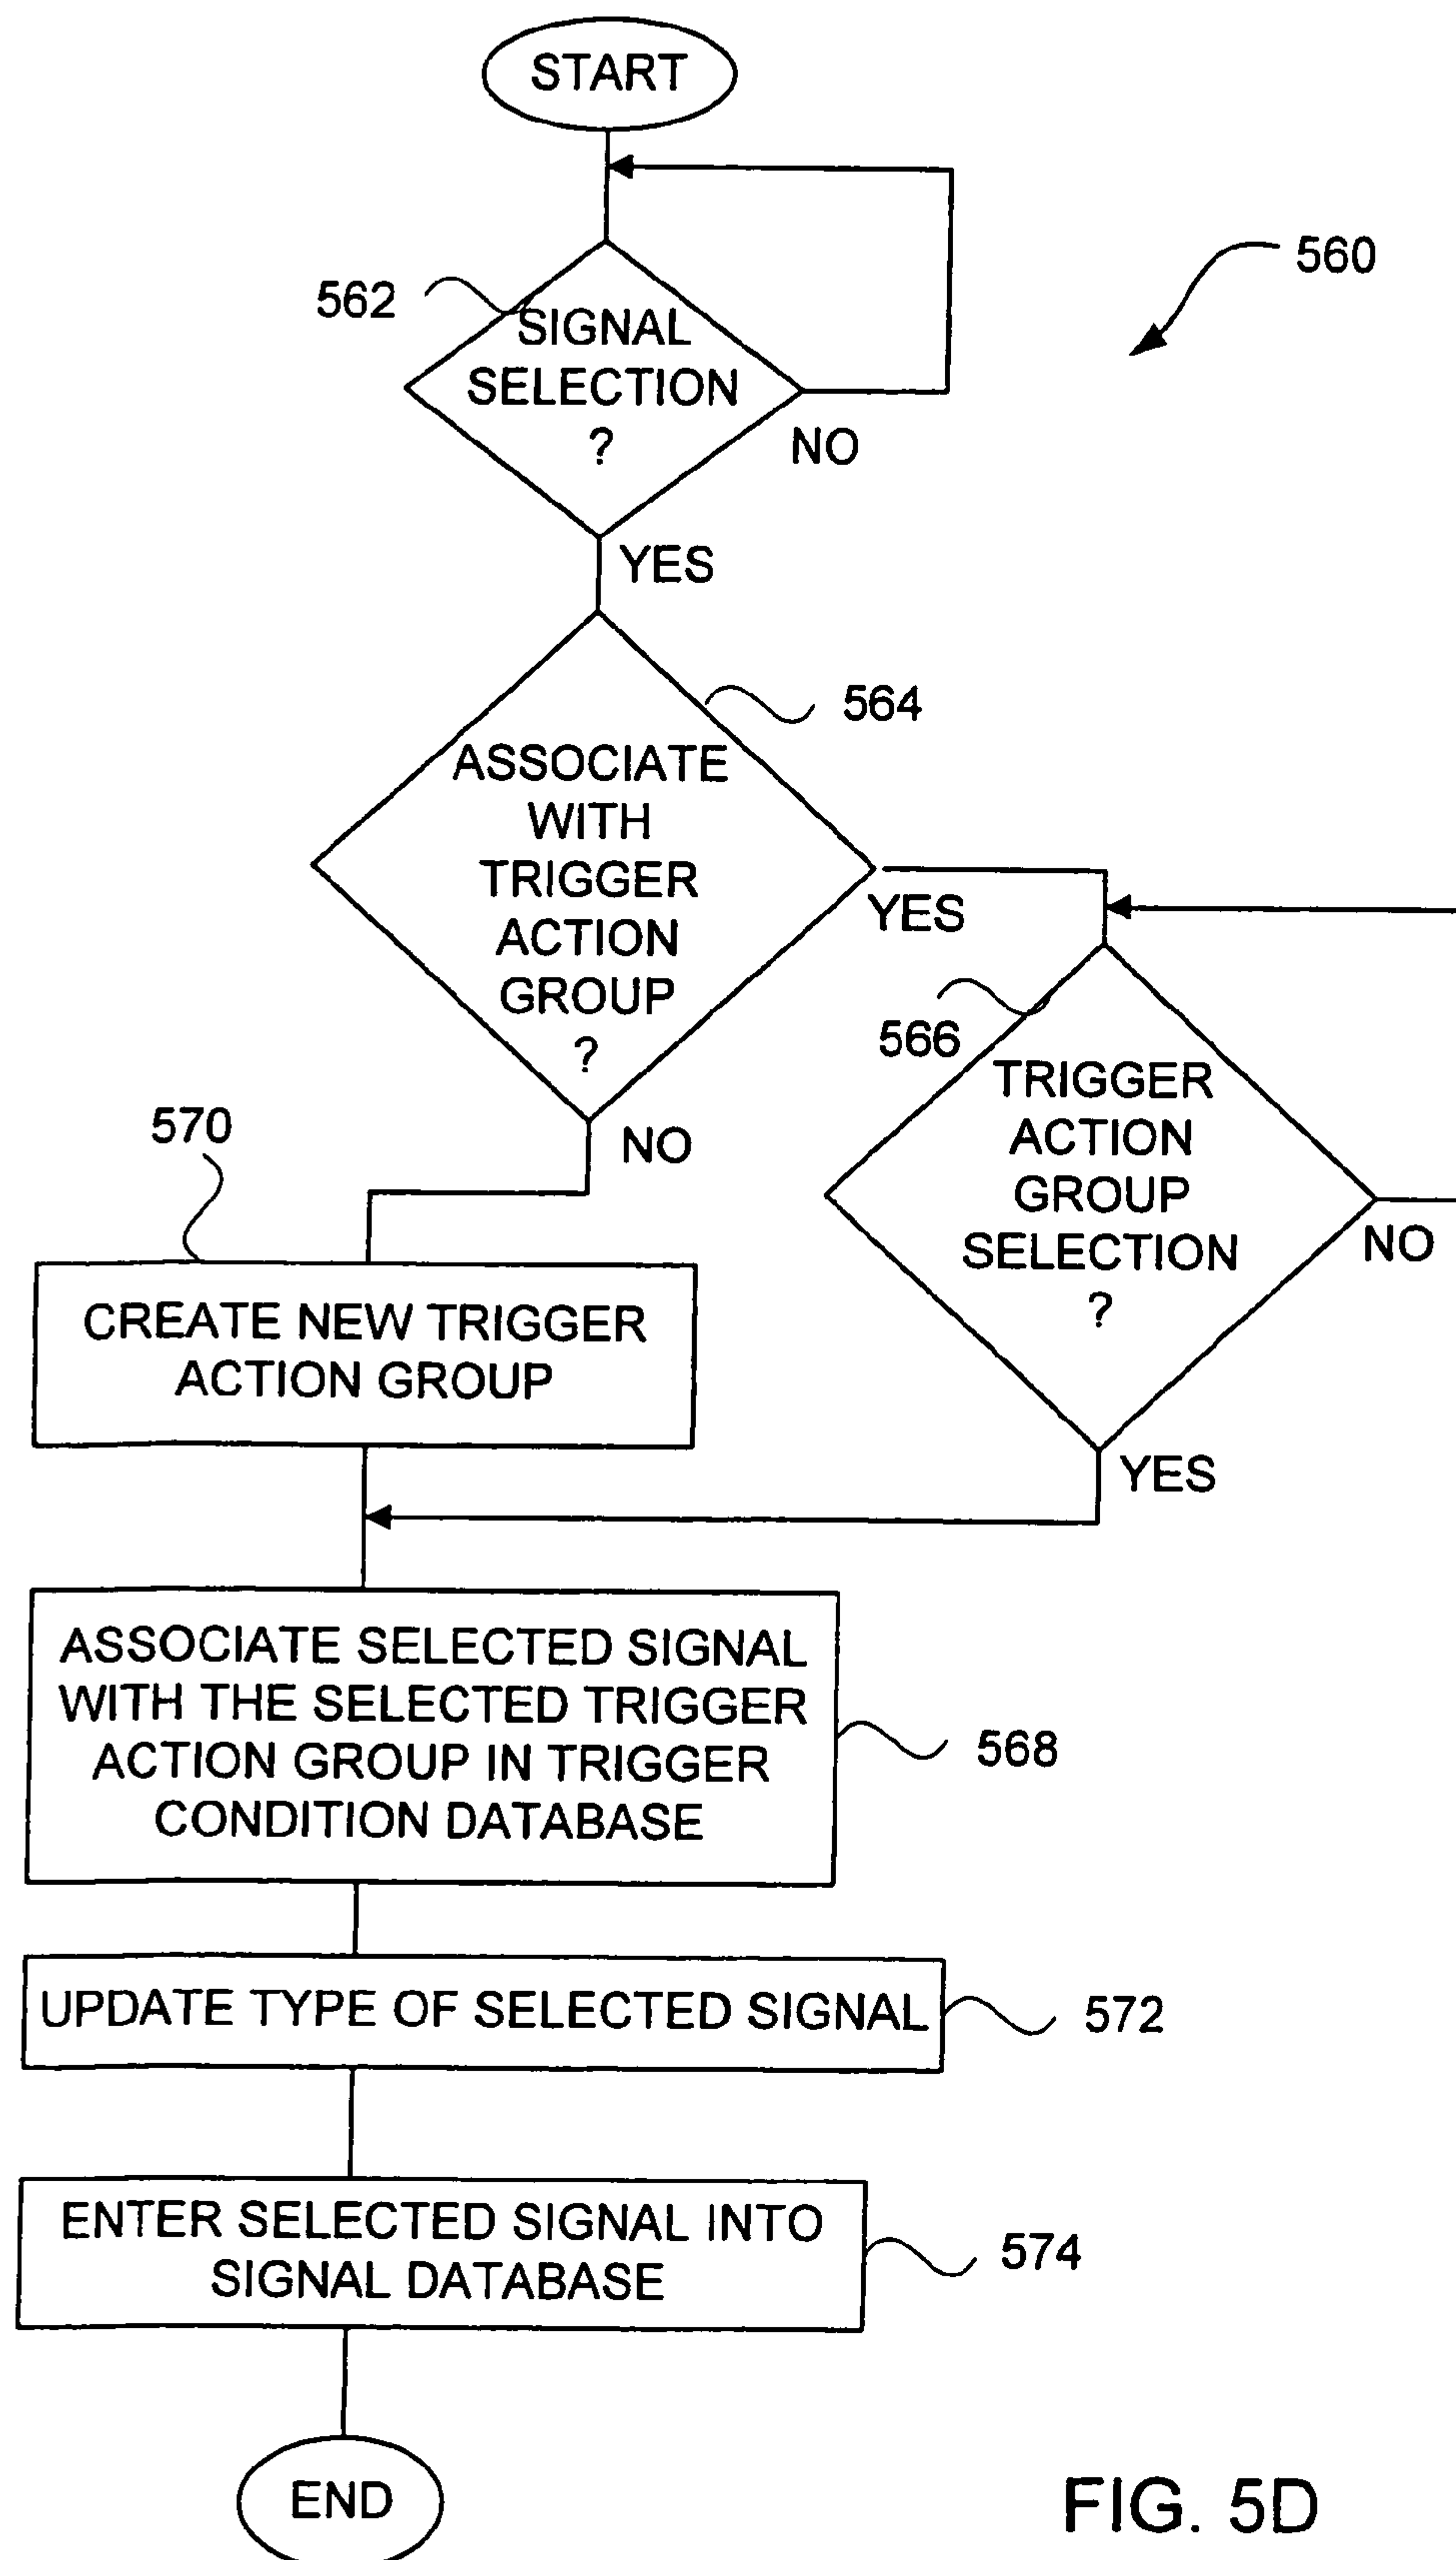 START
560
562
SIGNAL
SELECTION
?
NO
YES
564
ASSOCIATE
WITH
TRIGGER
ACTION
GROUP
?
YES
NO
566
TRIGGER
ACTION
GROUP
SELECTION
?
NO
YES
570
CREATE NEW TRIGGER
ACTION GROUP
ASSOCIATE SELECTED SIGNAL
WITH THE SELECTED TRIGGER
ACTION GROUP IN TRIGGER
CONDITION DATABASE
568
UPDATE TYPE OF SELECTED SIGNAL
572
ENTER SELECTED SIGNAL INTO
SIGNAL DATABASE
574
END
FIG. 5D